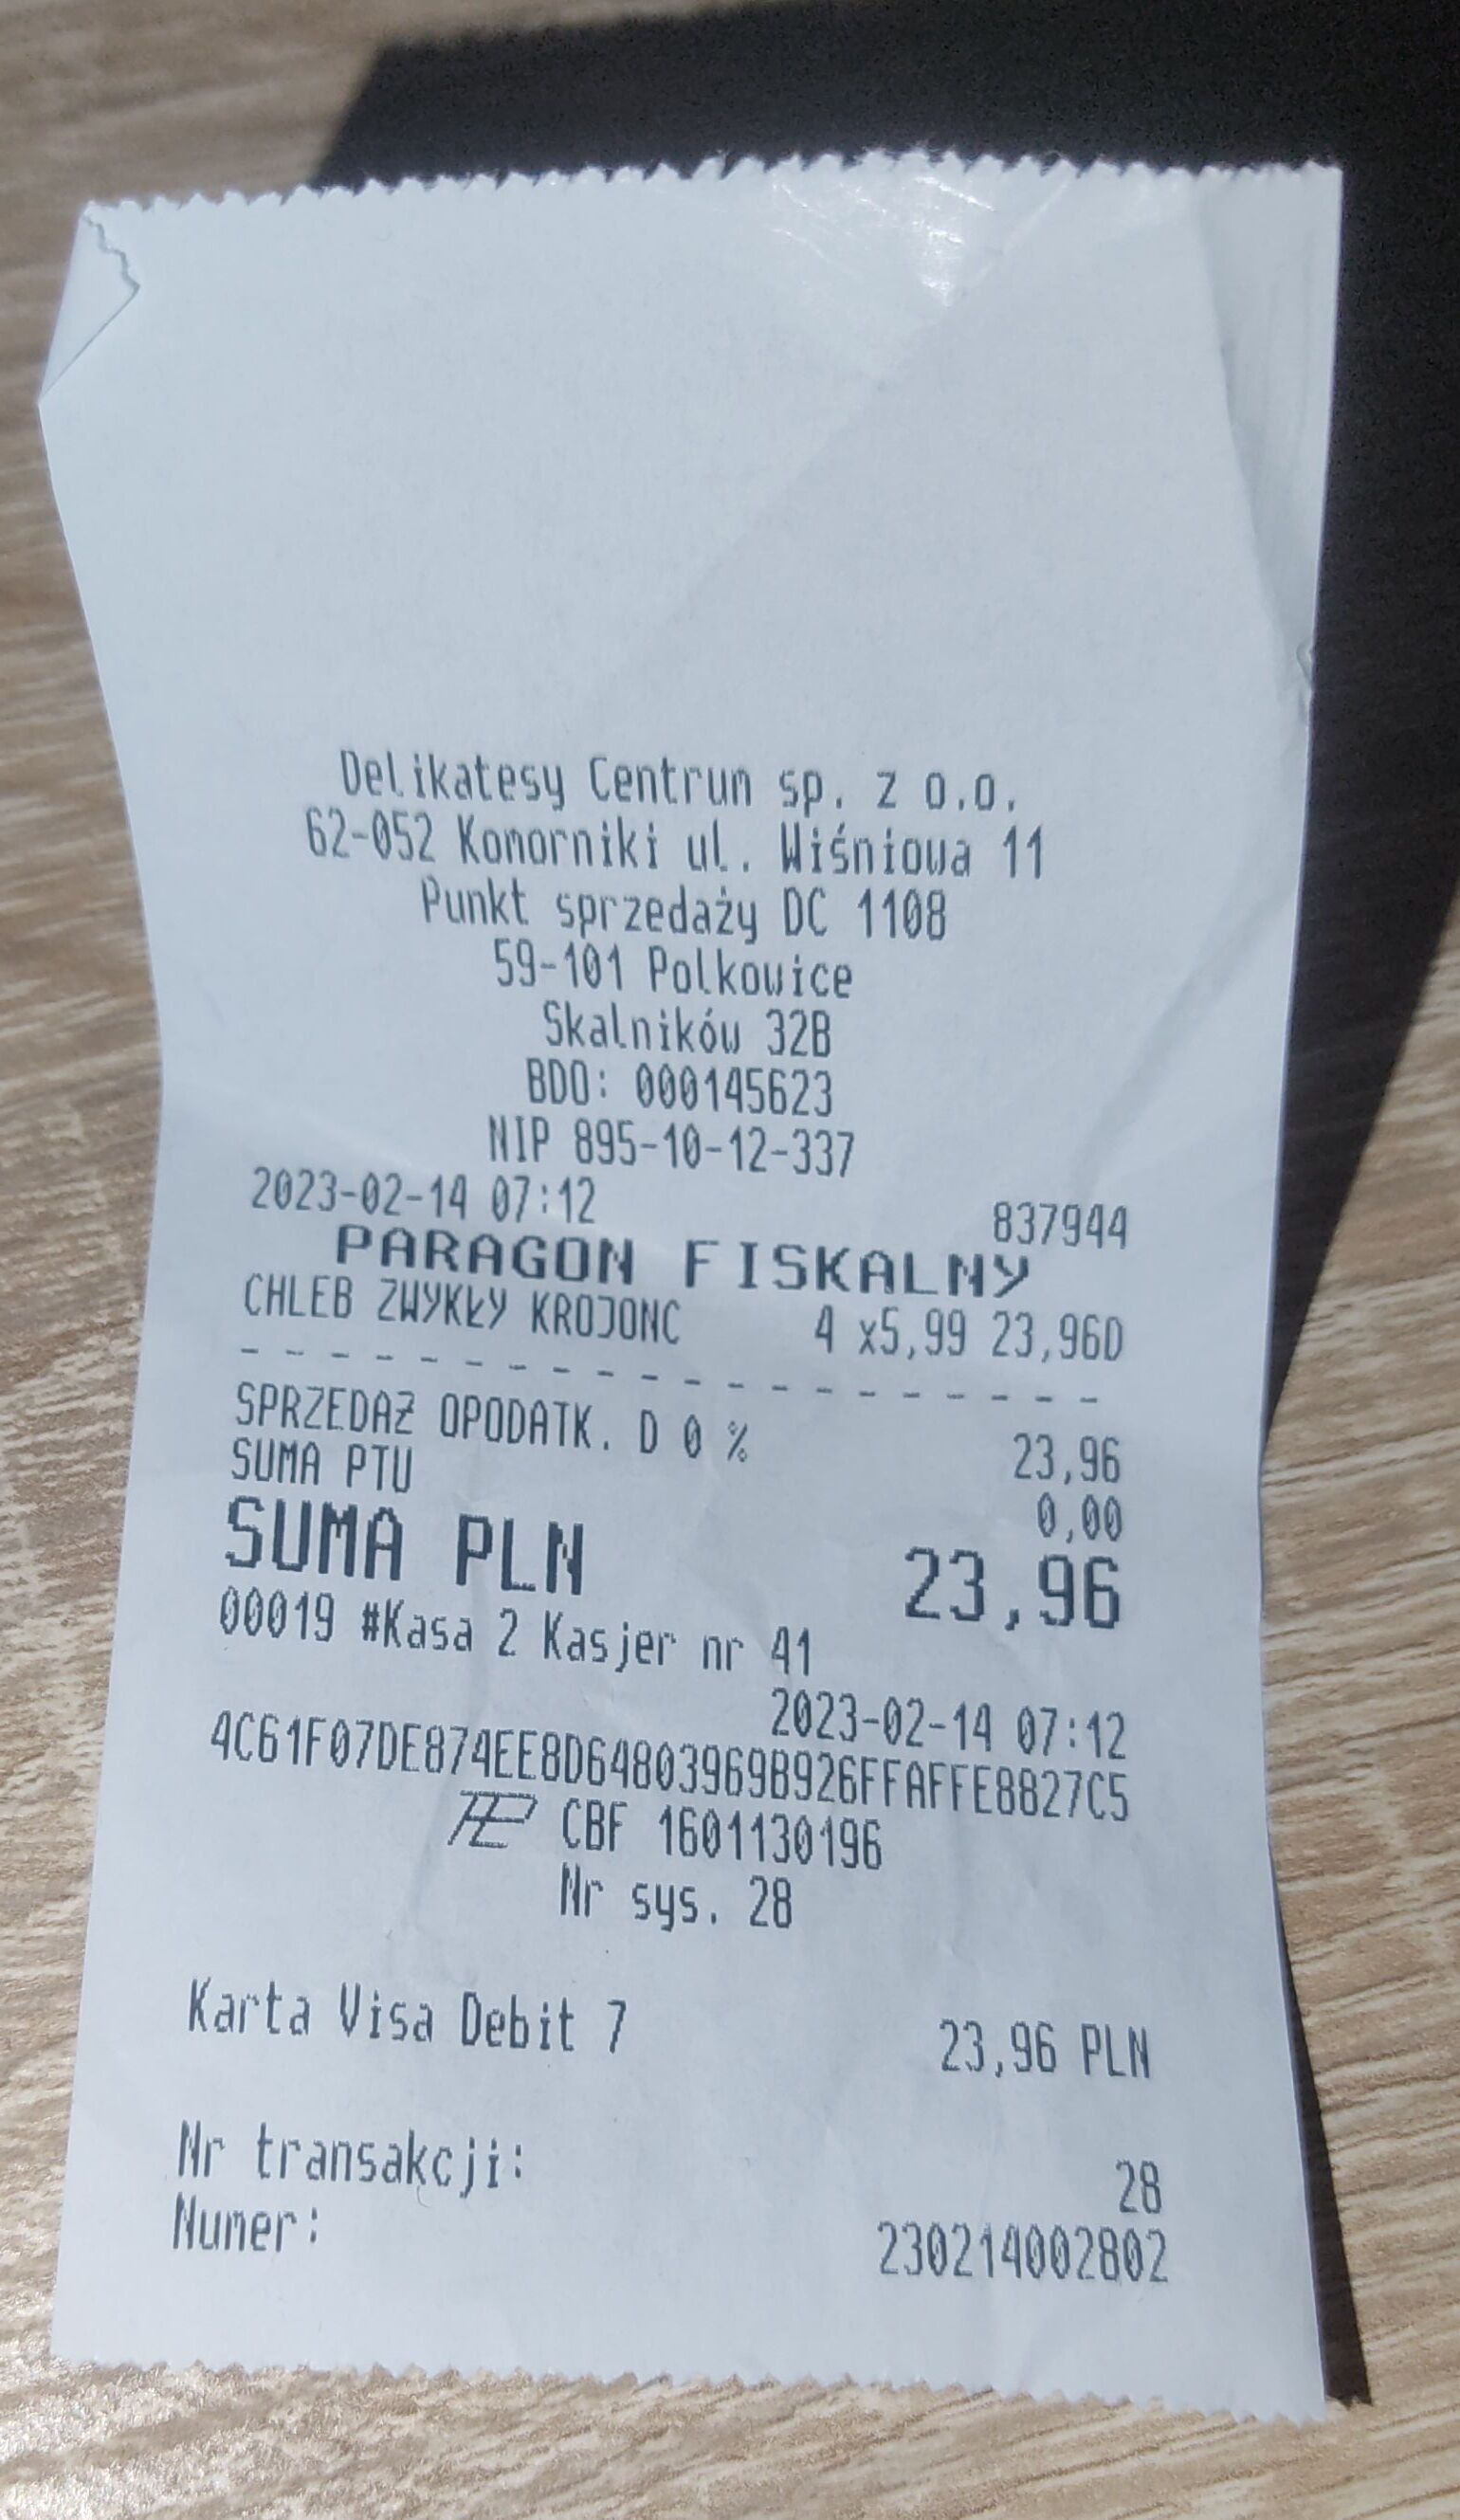 Delikatesy Centrum sp. z o.o.
62-052 Komorniki ul. Wiśniowa 11
Punkt sprzedaży DC 1108
59-101 Polkowice
Skalników 32B
BDO: 000145623
NIP 895-10-12-337
2023-02-14 07:12 837944
PARAGON FISKALNY
CHLEB ZWYKŁY KROJONC 4 x5,99 23,96D
- - - - - - - - - - - - - - - - - - - -
SPRZEDAŻ OPODATK. D 0 % 23,96
SUMA PTU 0,00
SUMA PLN 23,96
00019 #Kasa 2 Kasjer nr 41
2023-02-14 07:12
4C61F07DE874EE8D64803969B926FFAFFE8827C5
CBF 1601130196
Nr sys. 28
Karta Visa Debit 7 23,96 PLN
Nr transakcji: 28
Numer: 230214002802